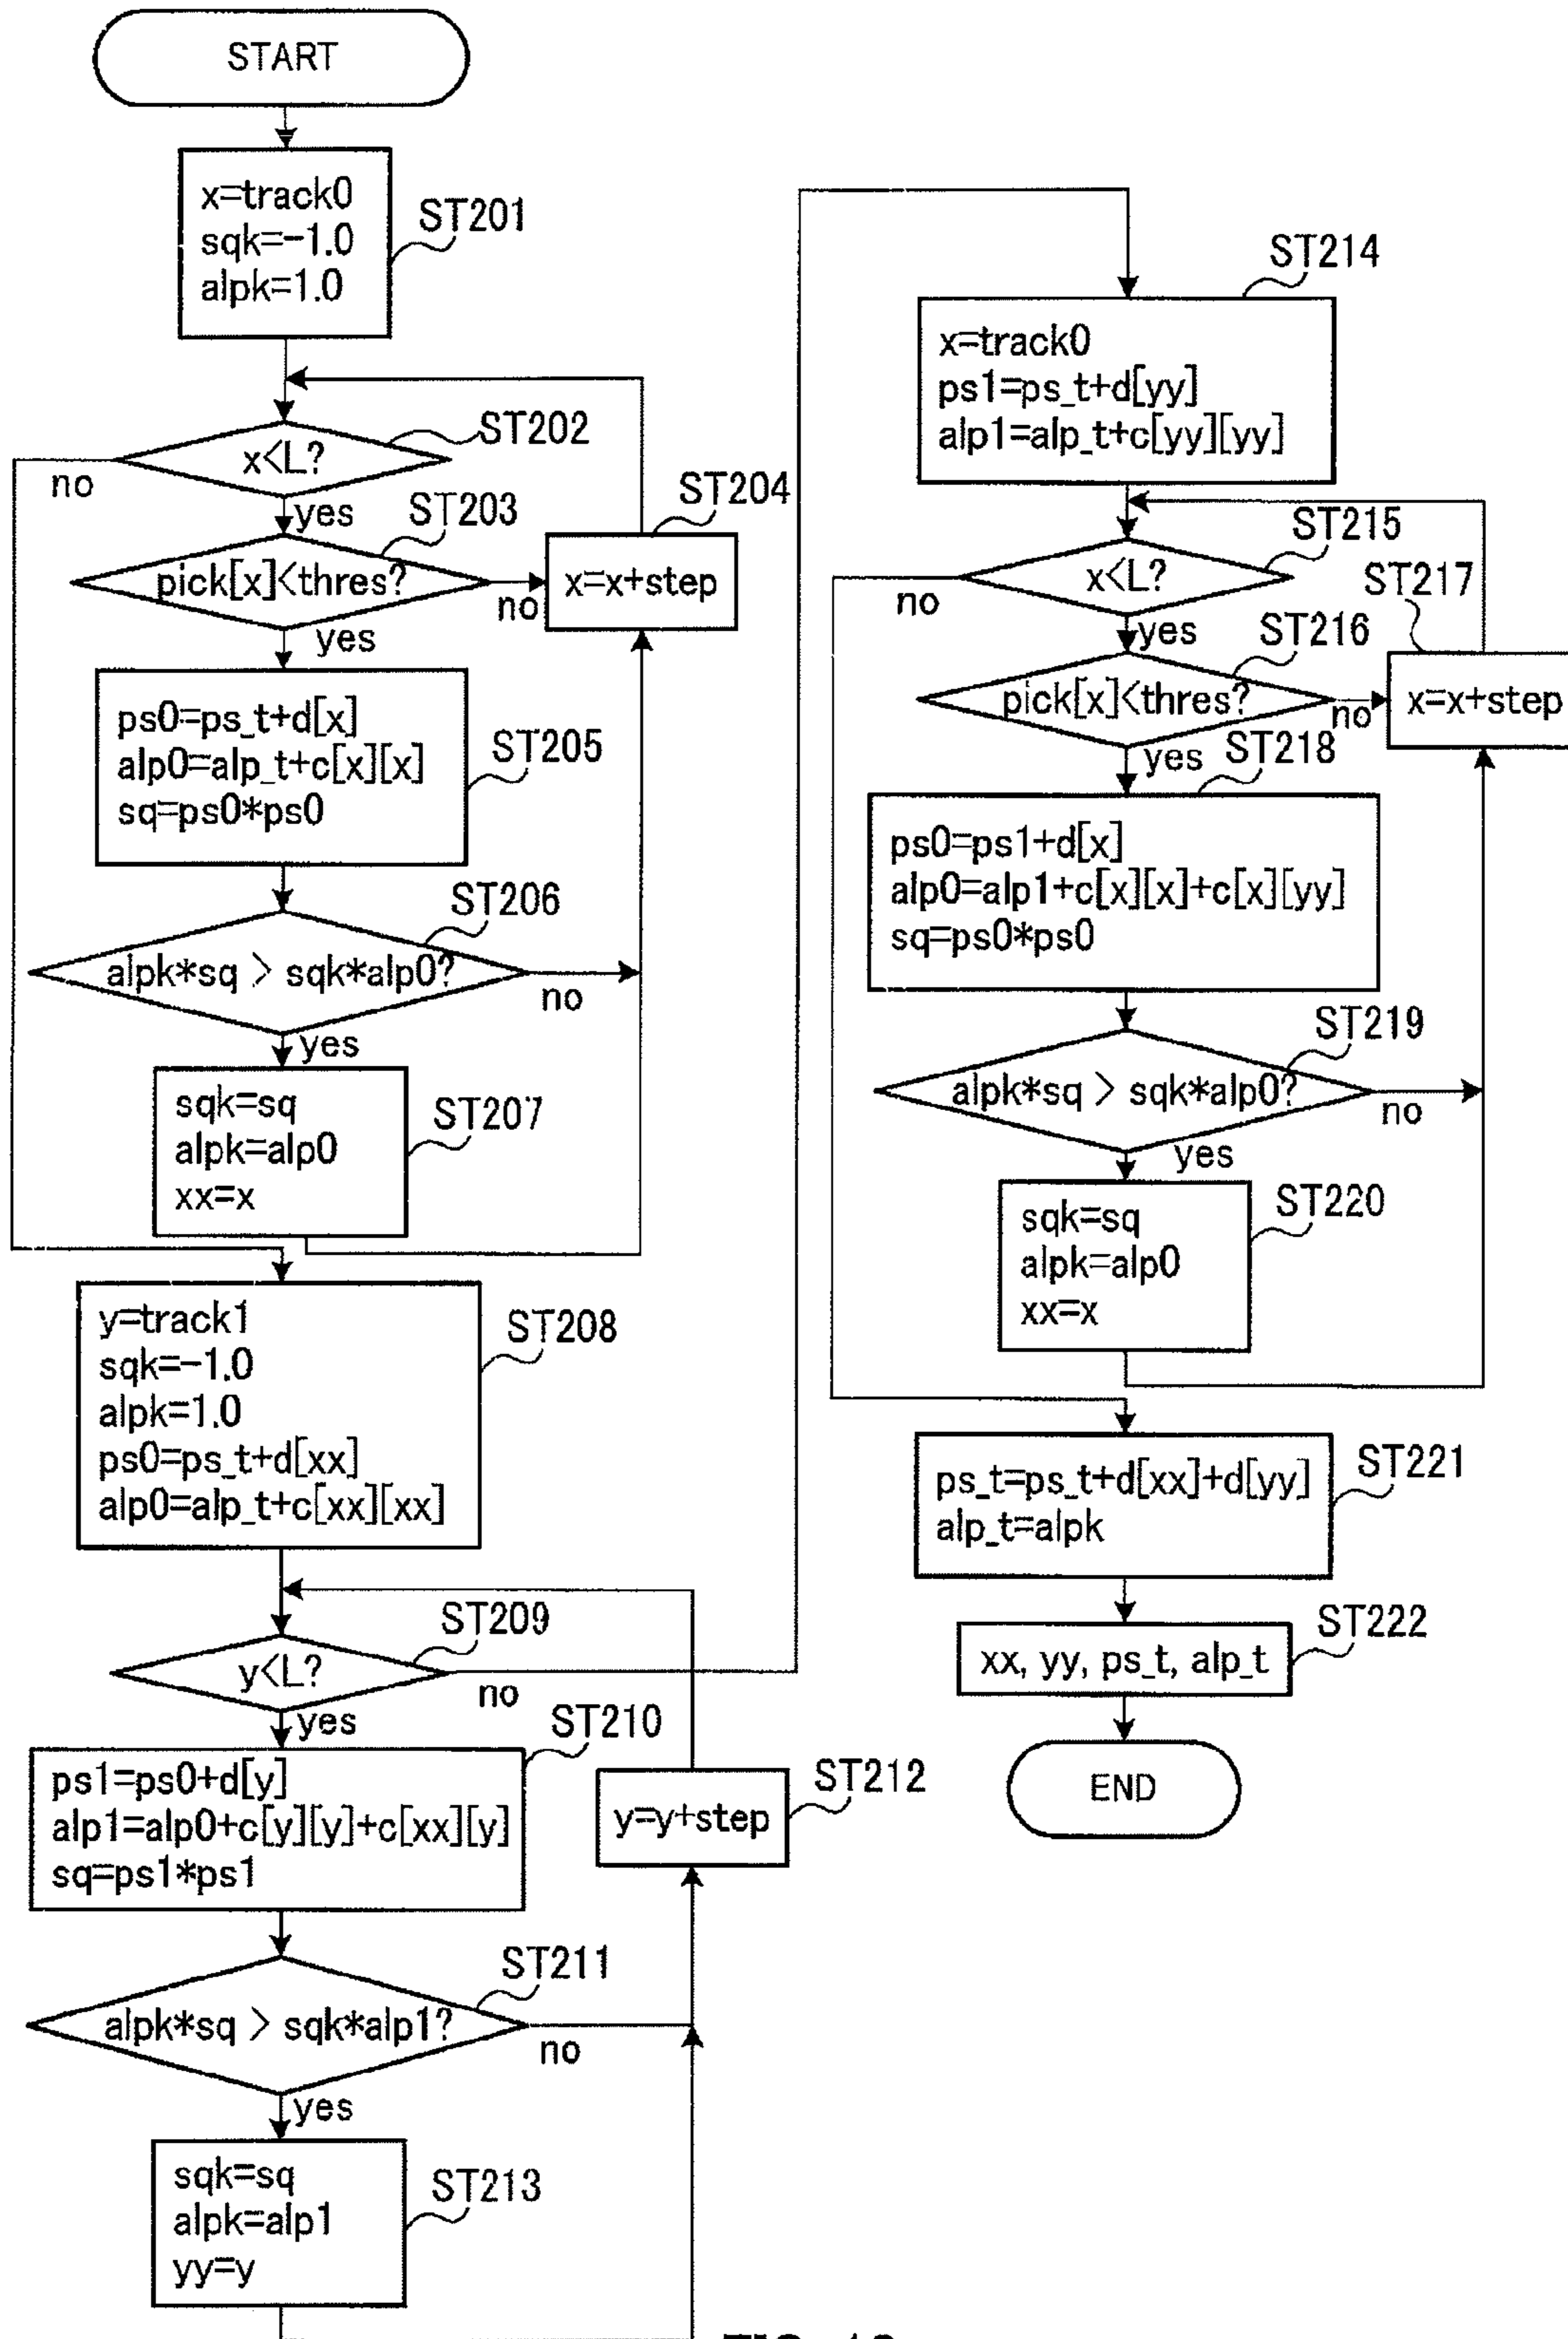 START
x=track0
sqk=-1.0
alpk=1.0
ST201
x<L?
ST202
no
yes
pick[x]<thres?
ST203
no
yes
x=x+step
ST204
ps0=ps_t+d[x]
alp0=alp_t+c[x][x]
sq=ps0*ps0
ST205
alpk*sq > sqk*alp0?
ST206
no
yes
sqk=sq
alpk=alp0
xx=x
ST207
y=track1
sqk=-1.0
alpk=1.0
ps0=ps_t+d[xx]
alp0=alp_t+c[xx][xx]
ST208
y<L?
ST209
no
yes
ps1=ps0+d[y]
alp1=alp0+c[y][y]+c[xx][y]
sq=ps1*ps1
ST210
y=y+step
ST212
alpk*sq > sqk*alp1?
ST211
no
yes
sqk=sq
alpk=alp1
yy=y
ST213
x=track0
ps1=ps_t+d[yy]
alp1=alp_t+c[yy][yy]
ST214
x<L?
ST215
no
yes
pick[x]<thres?
ST216
no
yes
x=x+step
ST217
ps0=ps1+d[x]
alp0=alp1+c[x][x]+c[x][yy]
sq=ps0*ps0
ST218
alpk*sq > sqk*alp0?
ST219
no
yes
sqk=sq
alpk=alp0
xx=x
ST220
ps_t=ps_t+d[xx]+d[yy]
alp_t=alpk
ST221
xx, yy, ps_t, alp_t
ST222
END